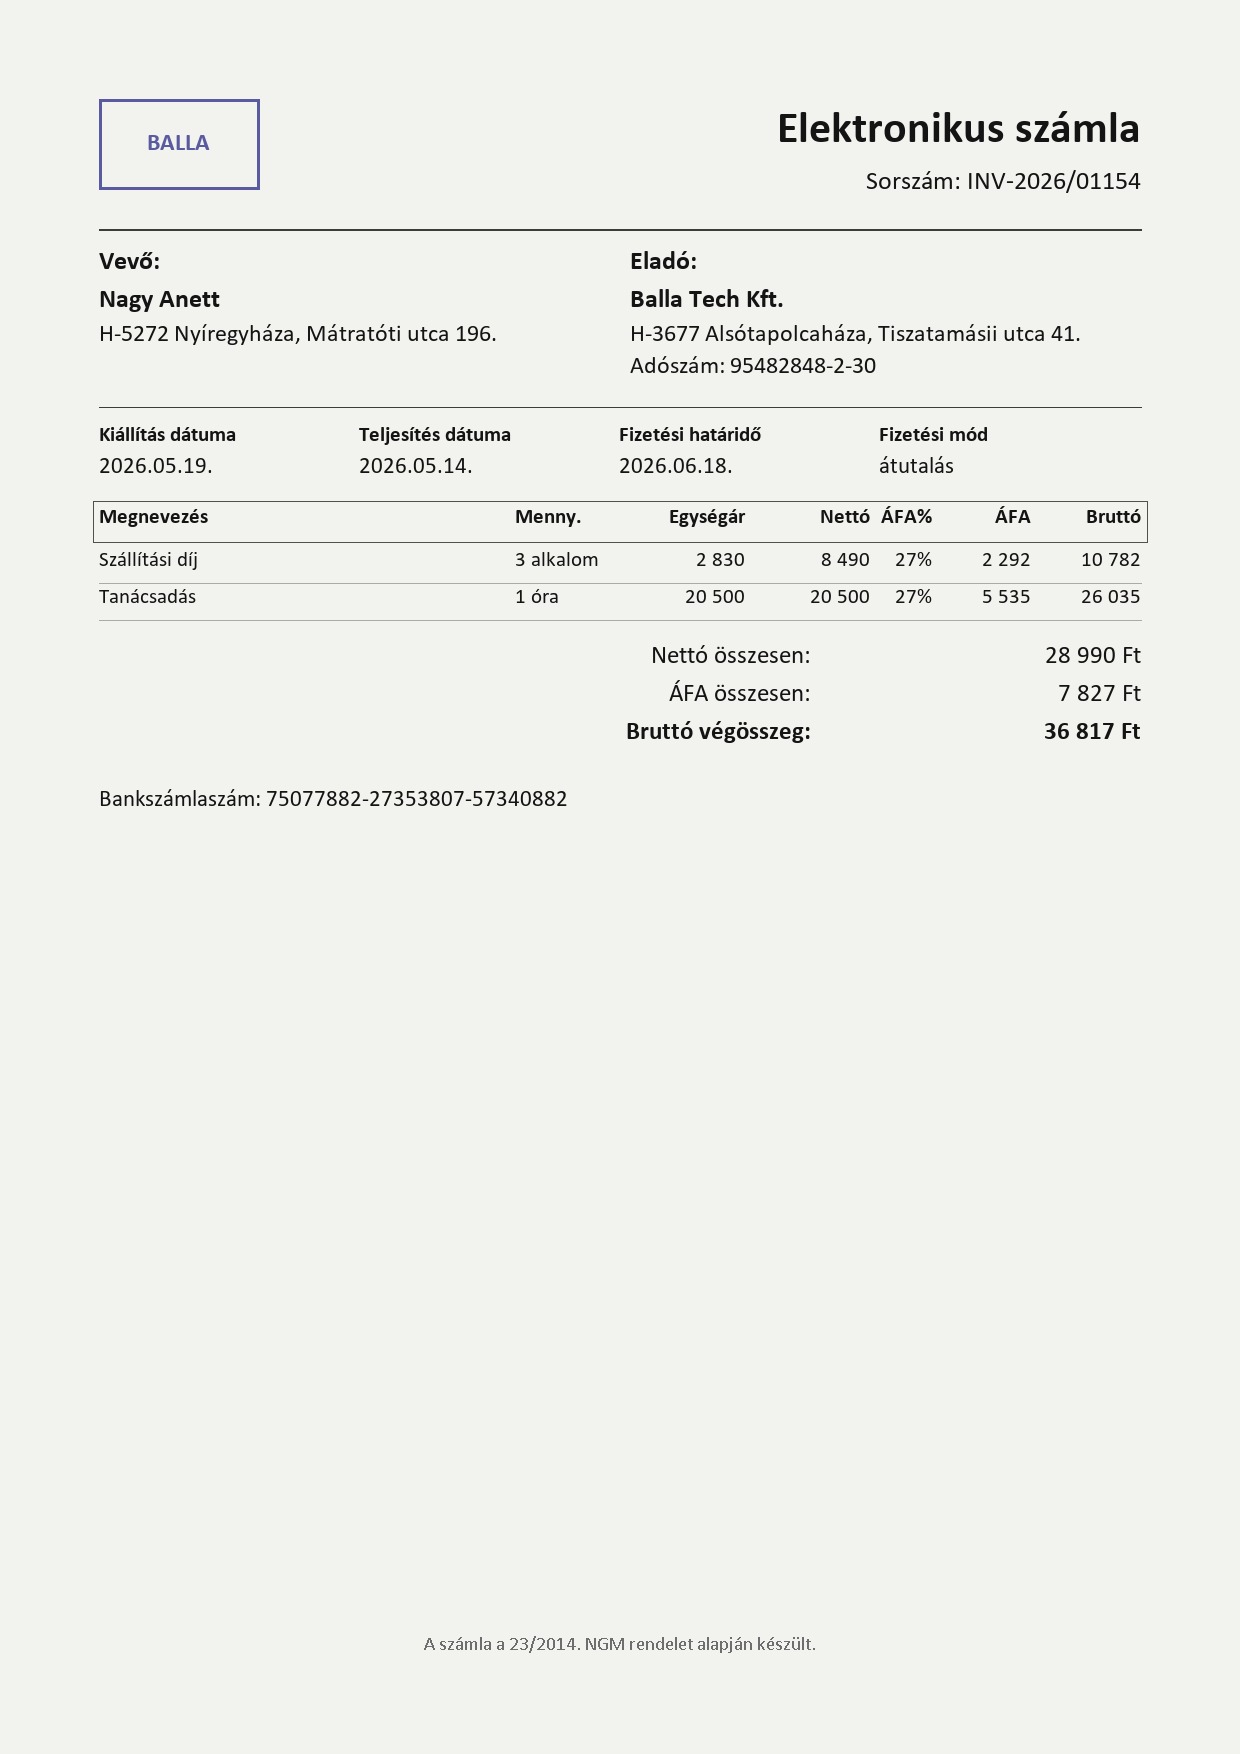 BALLA
Elektronikus számla
Sorszám: INV-2026/01154
Vevő:
Nagy Anett
H-5272 Nyíregyháza, Mátratóti utca 196.
Eladó:
Balla Tech Kft.
H-3677 Alsótapolcaháza, Tiszatamásii utca 41.
Adószám: 95482848-2-30
Kiállítás dátuma Teljesítés dátuma Fizetési határidő Fizetési mód
2026.05.19. 2026.05.14. 2026.06.18. átutalás
Megnevezés Menny. Egységár Nettó ÁFA% ÁFA Bruttó
Szállítási díj 3 alkalom 2 830 8 490 27% 2 292 10 782
Tanácsadás 1 óra 20 500 20 500 27% 5 535 26 035
Nettó összesen: 28 990 Ft
ÁFA összesen: 7 827 Ft
Bruttó végösszeg: 36 817 Ft
Bankszámlaszám: 75077882-27353807-57340882
A számla a 23/2014. NGM rendelet alapján készült.